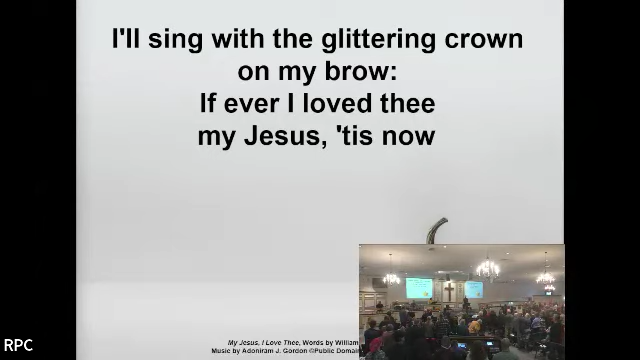 I'll sing with the glittering crown
on my brow:
If ever I loved thee
my Jesus, 'tis now
My Jesus, I Love Thee, Words by William
Music by Adoniram J. Gordon ©Public Domain
RPC